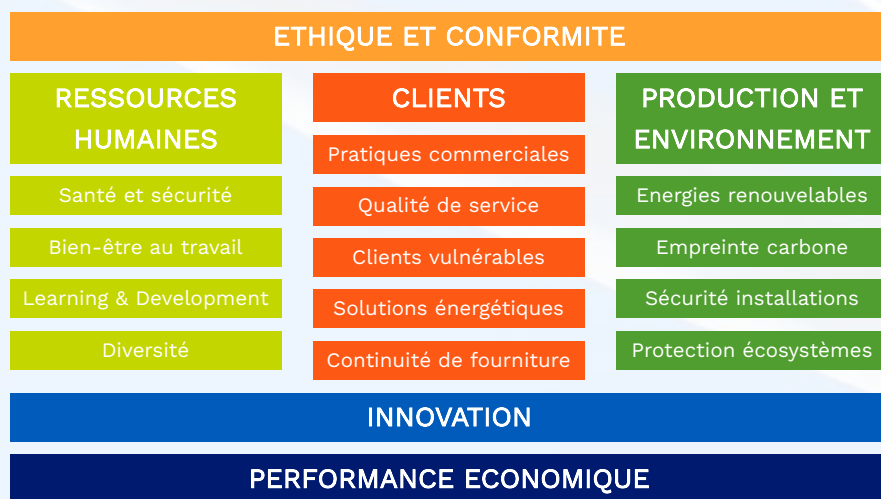 ETHIQUE ET CONFORMITE
RESSOURCES
HUMAINES
Santé et sécurité
Bien-être au travail
Learning & Development
Diversité
CLIENTS
Pratiques commerciales
Qualité de service
Clients vulnérables
Solutions énergétiques
Continuité de fourniture
PRODUCTION ET
ENVIRONNEMENT
Energies renouvelables
Empreinte carbone
Sécurité installations
Protection écosystèmes
INNOVATION
PERFORMANCE ECONOMIQUE